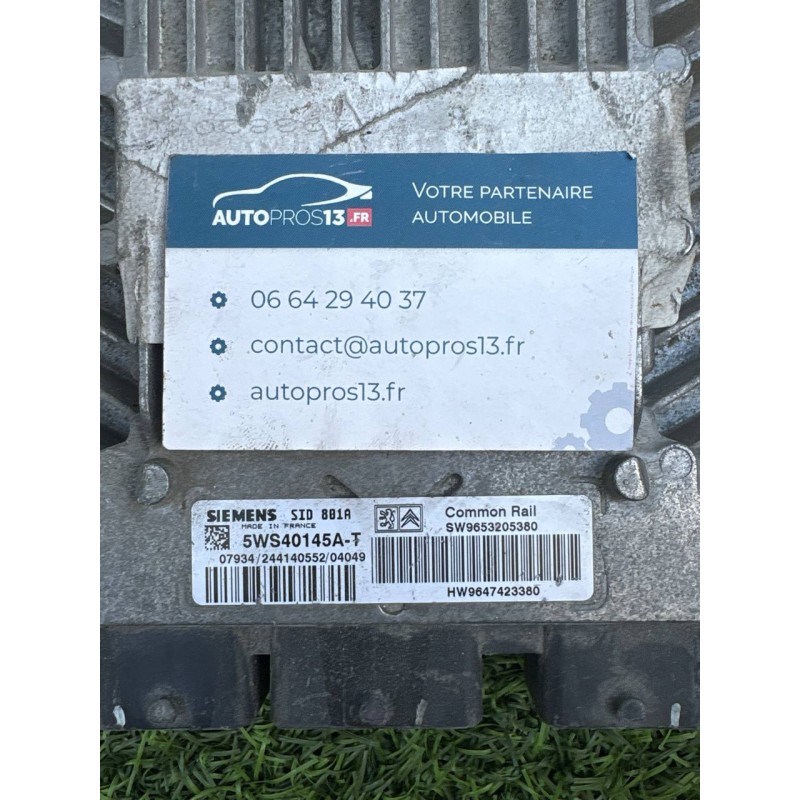 AUTOPROS13.FR
VOTRE PARTENAIRE
AUTOMOBILE
06 64 29 40 37
contact@autopros13.fr
autopros13.fr
SIEMENS SID 801A
MADE IN FRANCE
5WS40145A-T
07934/244140552/04049
Common Rail
SW9653205380
HW9647423380